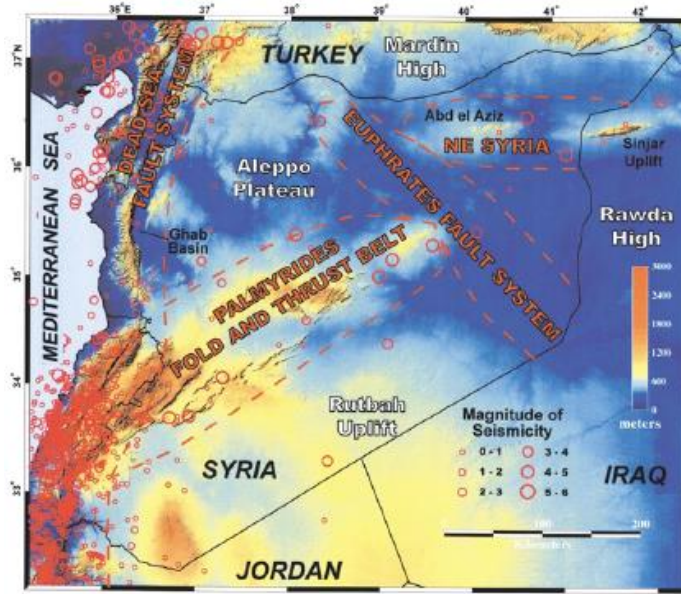 35°E
36
37
38
39
40
41
42
37°N
36
35
34
33
TURKEY
Mardin
High
DEAD SEA
FAULT SYSTEM
MEDITERRANEAN SEA
Abd el Aziz
NE SYRIA
Sinjar
Uplift
Aleppo
Plateau
EUPHRATES FAULT SYSTEM
Ghab
Basin
Rawda
High
PALMYRIDES
FOLD AND THRUST BELT
3000
2400
1800
1200
600
0
meters
Rutbah
Uplift
Magnitude of
Seismicity
0 - 1
1 - 2
2 - 3
3 - 4
4 - 5
5 - 6
SYRIA
IRAQ
0
100
200
Kilometers
JORDAN